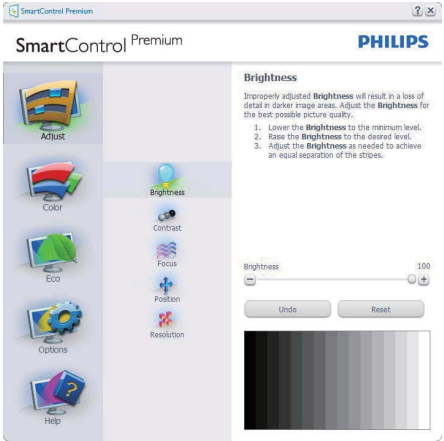 SmartControl Premium
SmartControl Premium
PHILIPS
Adjust
Color
Eco
Options
Help
Brightness
Contrast
Focus
Position
Resolution
Brightness
Improperly adjusted Brightness will result in a loss of
detail in darker image areas. Adjust the Brightness for
the best possible picture quality.
1. Lower the Brightness to the minimum level.
2. Raise the Brightness to the desired level.
3. Adjust the Brightness as needed to achieve
an equal separation of the stripes.
Brightness 100
Undo Reset